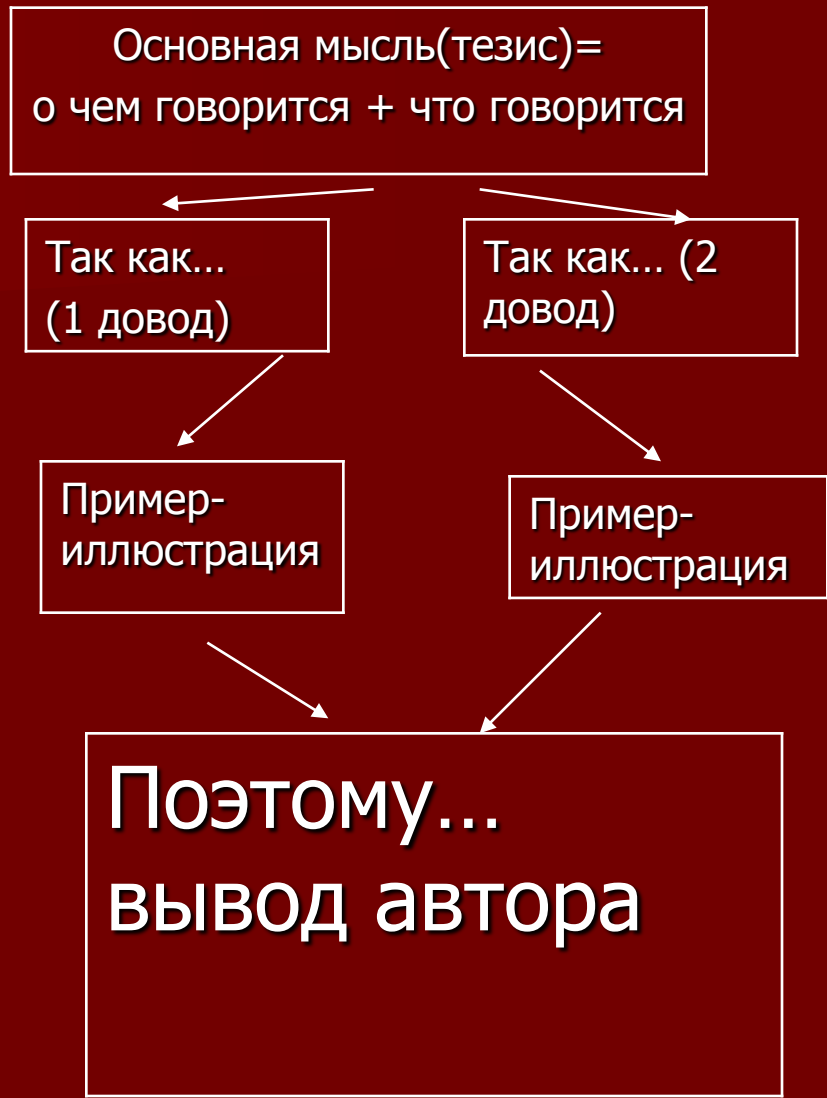 Основная мысль(тезис)=
о чем говорится + что говорится
Так как…
(1 довод)
Так как… (2
довод)
Пример-
иллюстрация
Пример-
иллюстрация
Поэтому…
вывод автора